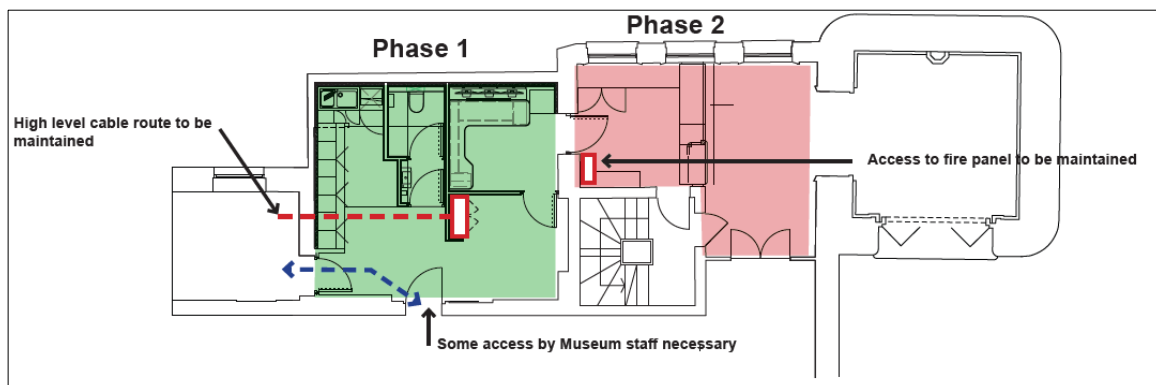 Phase 1
Phase 2
High level cable route to be
maintained
Access to fire panel to be maintained
Some access by Museum staff necessary